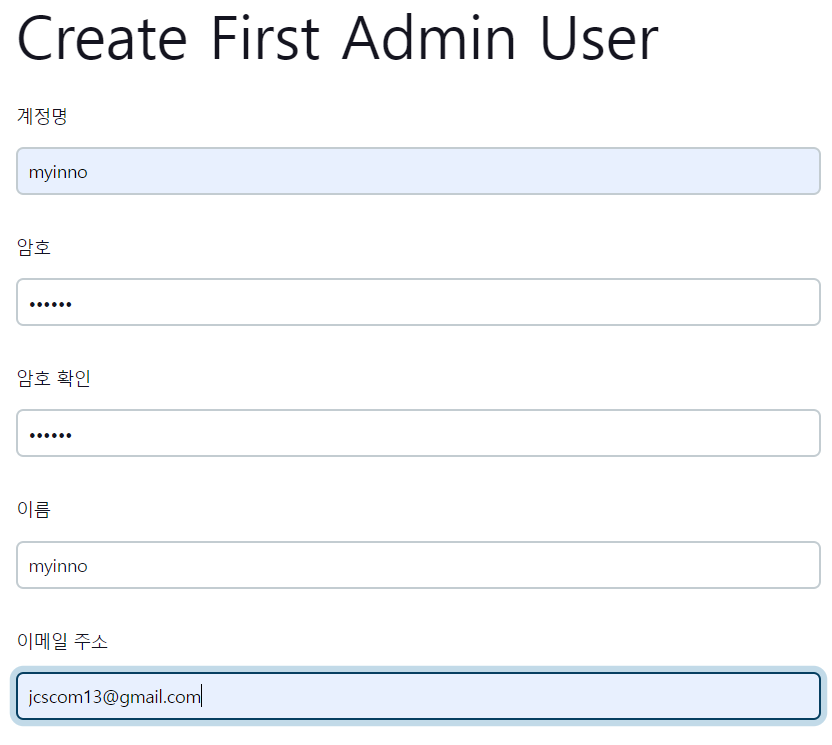 Create First Admin User
계정명
myinno
암호
••••••
암호 확인
••••••
이름
myinno
이메일 주소
jcscom13@gmail.com